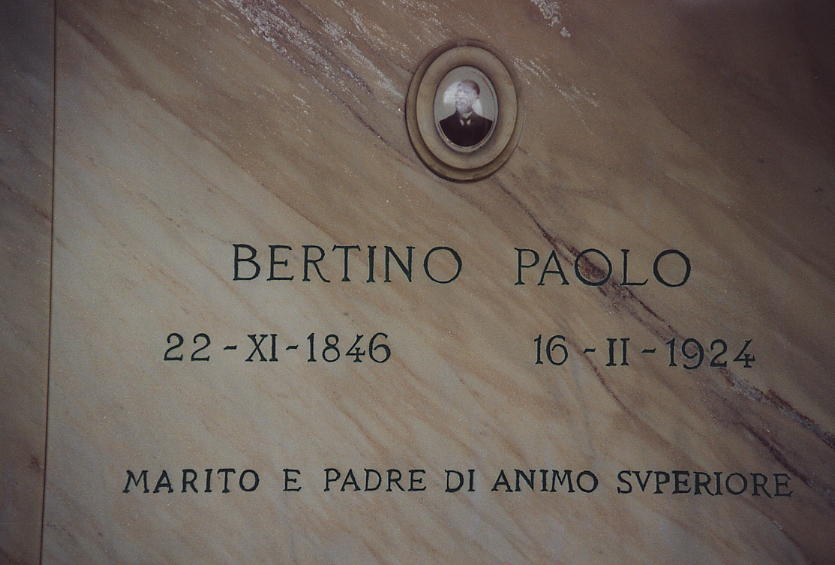 BERTINO PAOLO
22-XI-1846 16-II-1924
MARITO E PADRE DI ANIMO SVPERIORE